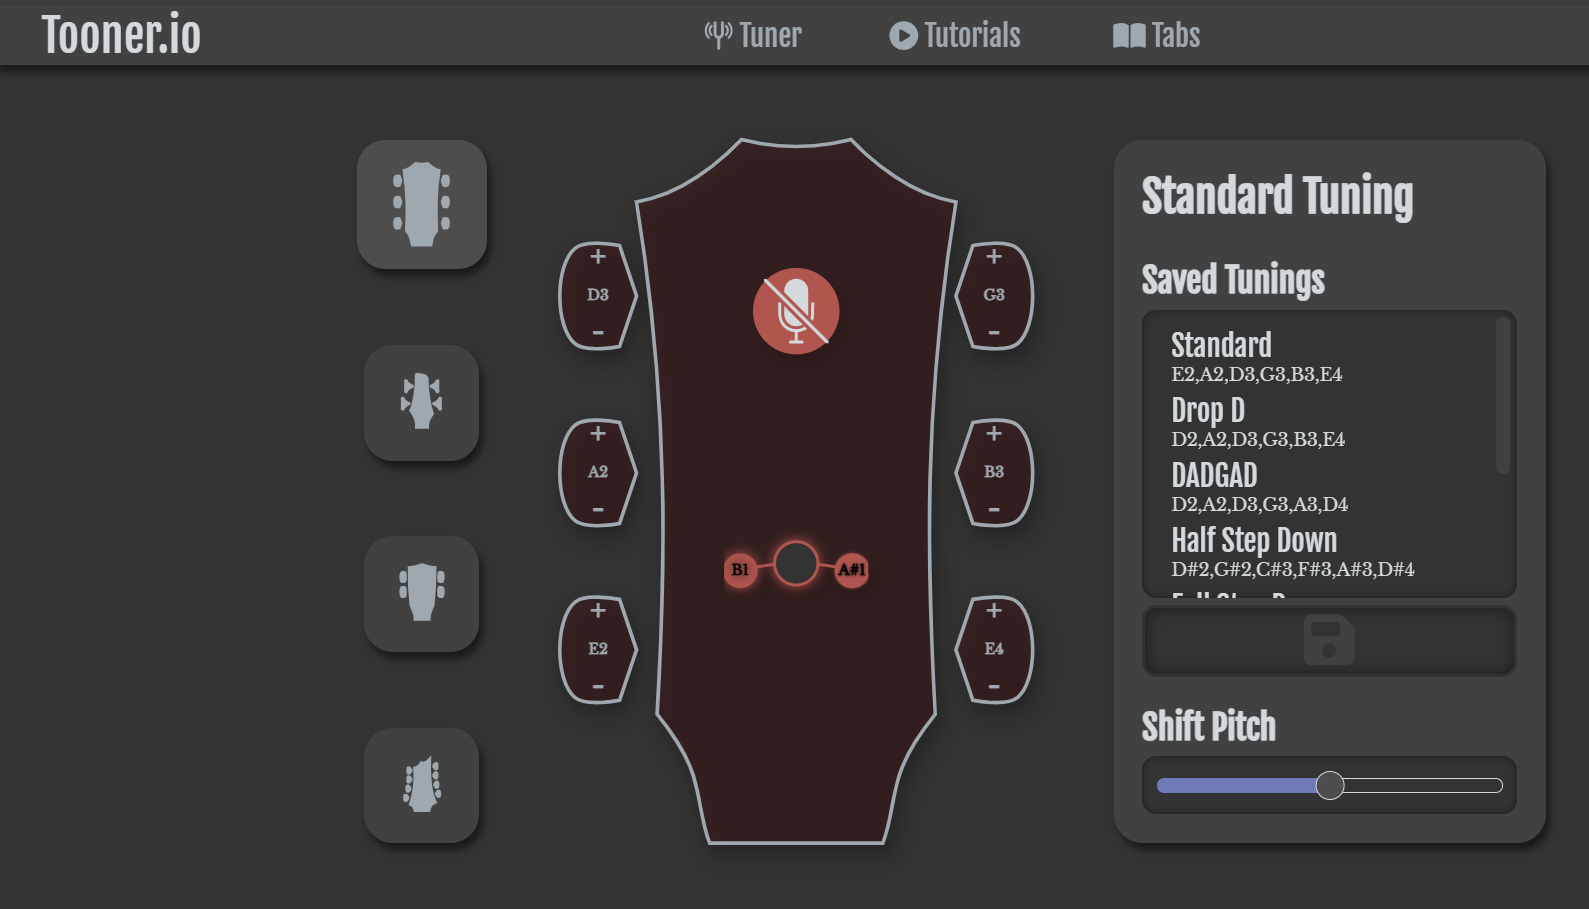 Tooner.io
Tuner
Tutorials
Tabs
+
D3
-
+
A2
-
+
E2
-
+
G3
-
+
B3
-
+
E4
-
B1
A#1
Standard Tuning
Saved Tunings
Standard
E2,A2,D3,G3,B3,E4
Drop D
D2,A2,D3,G3,B3,E4
DADGAD
D2,A2,D3,G3,A3,D4
Half Step Down
D#2,G#2,C#3,F#3,A#3,D#4
Shift Pitch